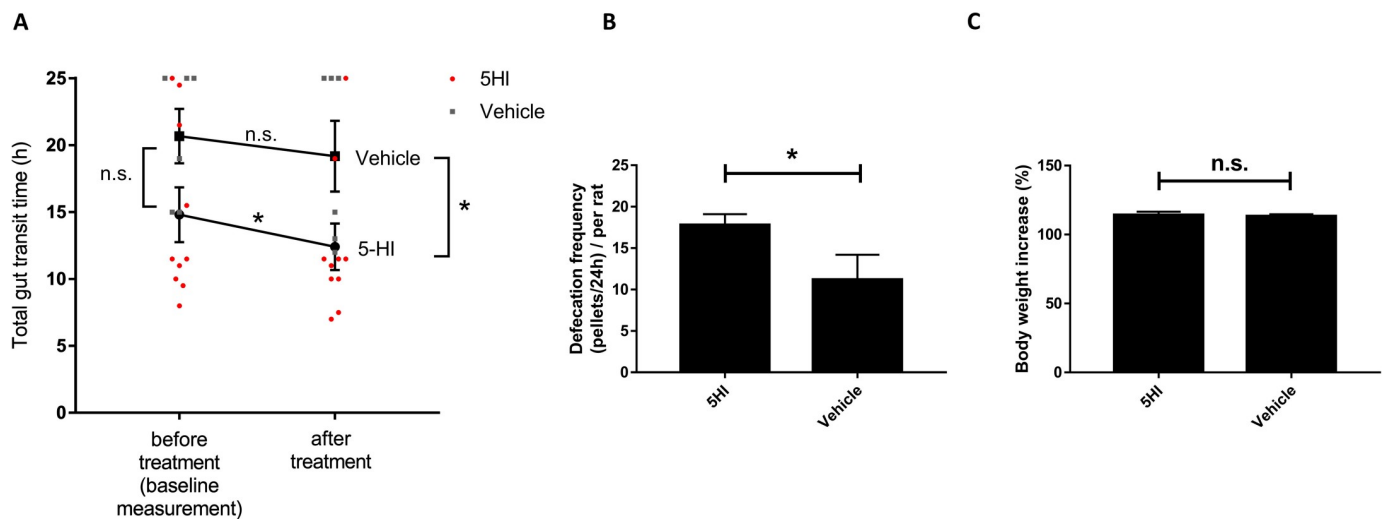 A
Total gut transit time (h)
25
20
15
10
5
0
n.s.
n.s.
*
*
Vehicle
5-HI
5HI
Vehicle
before
treatment
(baseline
measurement)
after
treatment
B
Defecation frequency
(pellets/24h) / per rat
25
20
15
10
5
0
*
5HI
Vehicle
C
Body weight increase (%)
150
100
50
0
n.s.
5HI
Vehicle